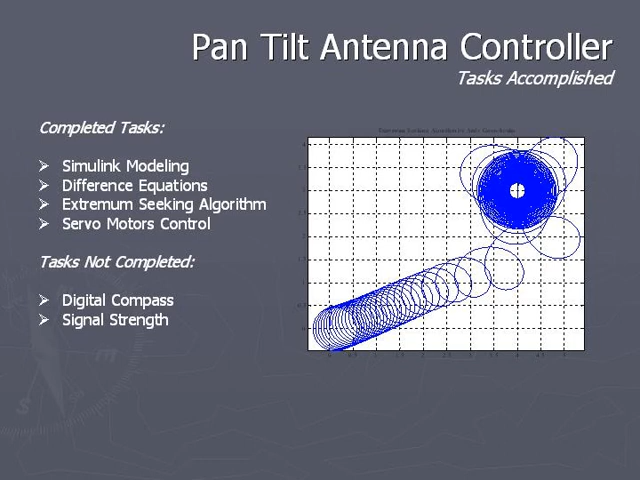 Pan Tilt Antenna Controller
Tasks Accomplished
Completed Tasks:
Simulink Modeling
Difference Equations
Extremum Seeking Algorithm
Servo Motors Control
Tasks Not Completed:
Digital Compass
Signal Strength